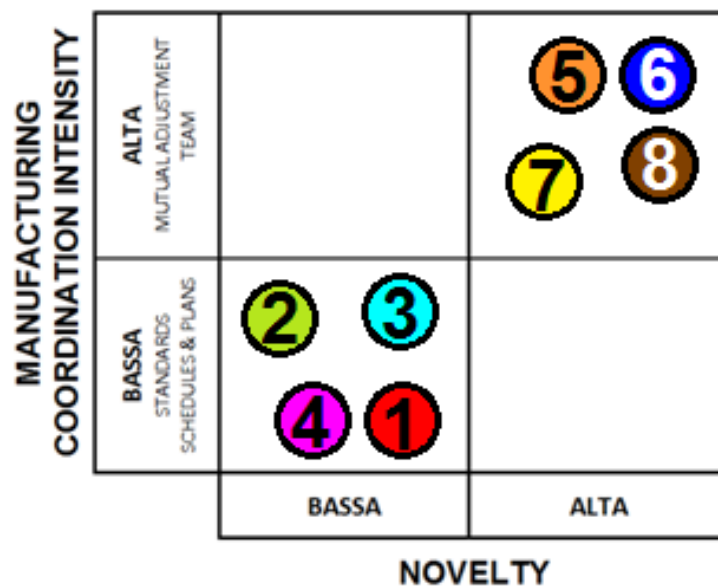 MANUFACTURING
COORDINATION INTENSITY
ALTA
MUTUAL ADJUSTMENT
TEAM
5
6
7
8
BASSA
STANDARDS
SCHEDULES & PLANS
2
3
4
1
BASSA
ALTA
NOVELTY